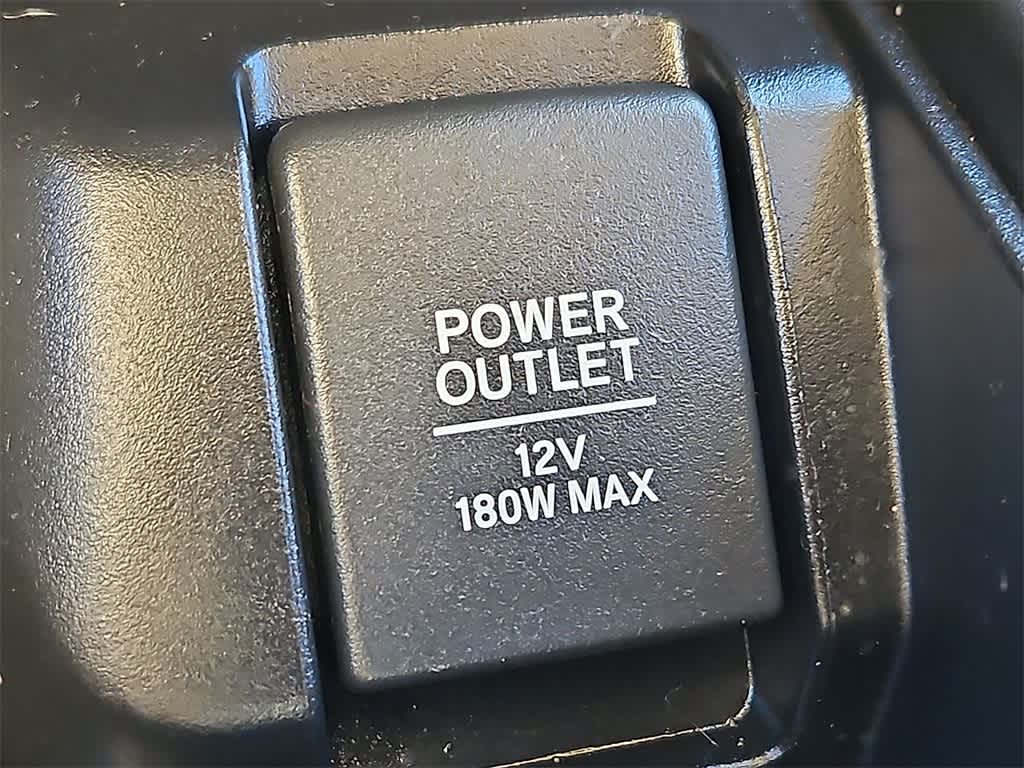 POWER
OUTLET
12V
180W MAX